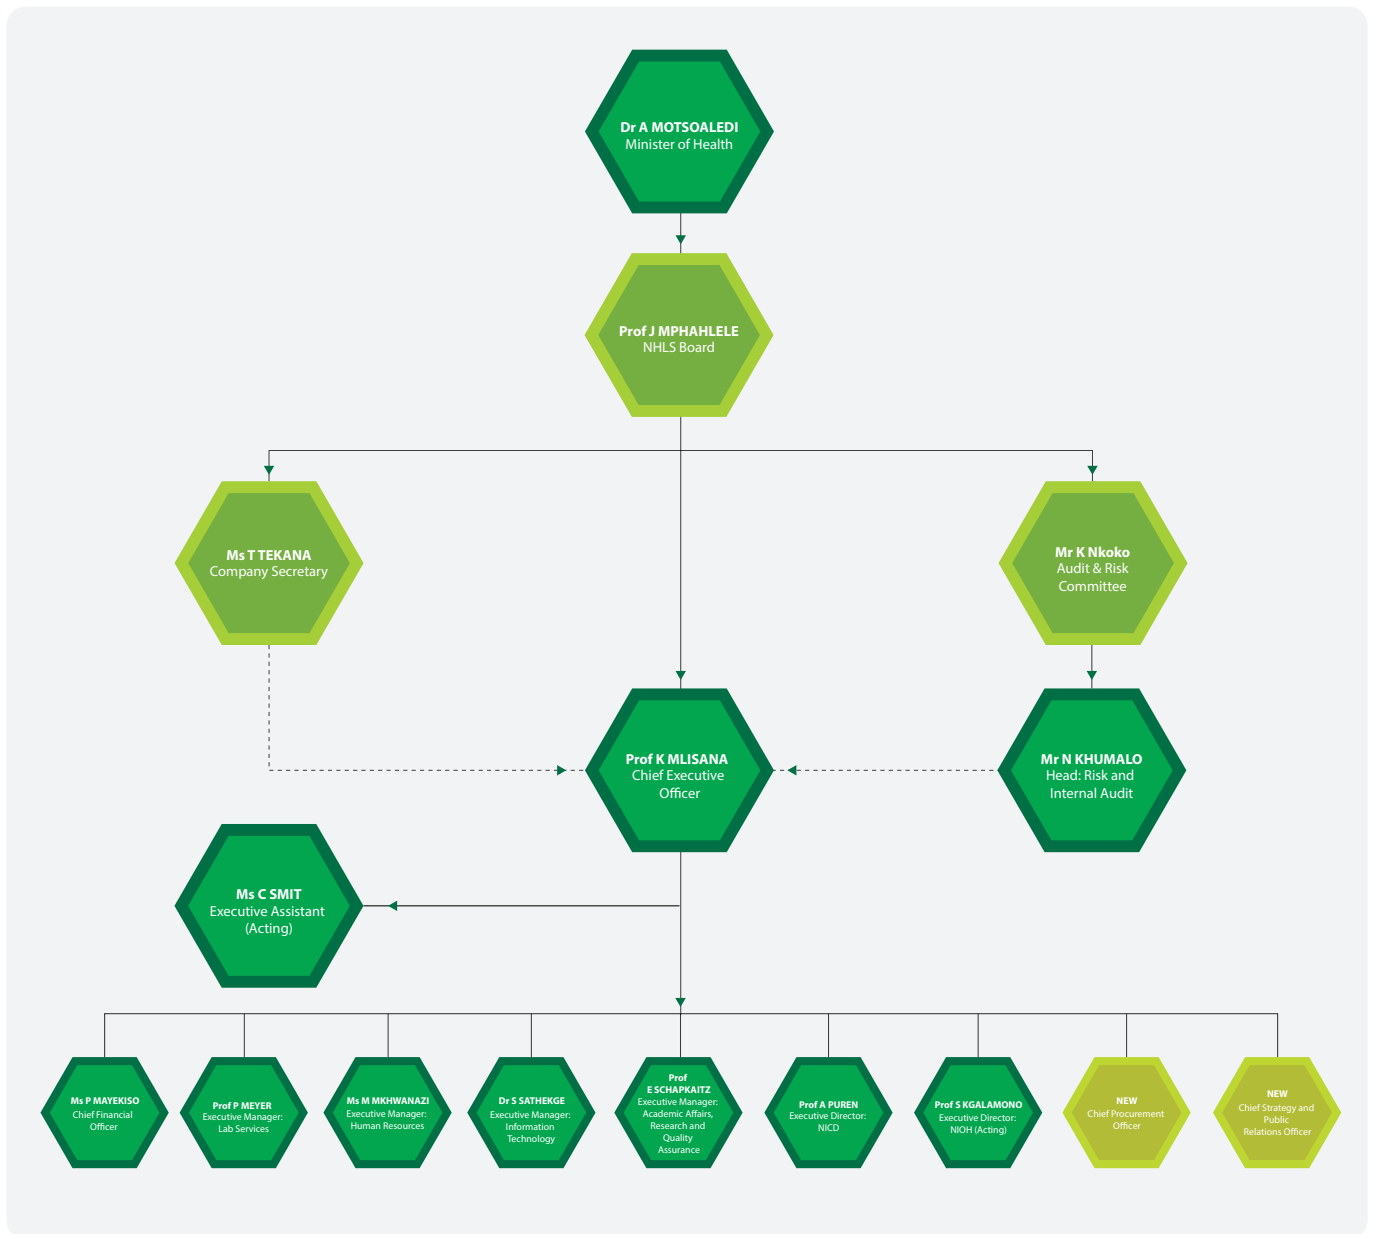 Dr A MOTSOALEDI
Minister of Health
Prof J MPHAHLELE
NHLS Board
Ms T TEKANA
Company Secretary
Mr K Nkoko
Audit & Risk
Committee
Prof K MLISANA
Chief Executive
Officer
Mr N KHUMALO
Head: Risk and
Internal Audit
Ms C SMIT
Executive Assistant
(Acting)
Ms P MAYEKISO
Chief Financial
Officer
Prof P MEYER
Executive Manager:
Lab Services
Ms M MKHWANAZI
Executive Manager:
Human Resources
Dr S SATHEKGE
Executive Manager:
Information
Technology
Prof
E SCHAPKAITZ
Executive Manager:
Academic Affairs,
Research and
Quality
Assurance
Prof A PUREN
Executive Director:
NICD
Prof S KGALAMONO
Executive Director:
NIOH (Acting)
NEW
Chief Procurement
Officer
NEW
Chief Strategy and
Public
Relations Officer